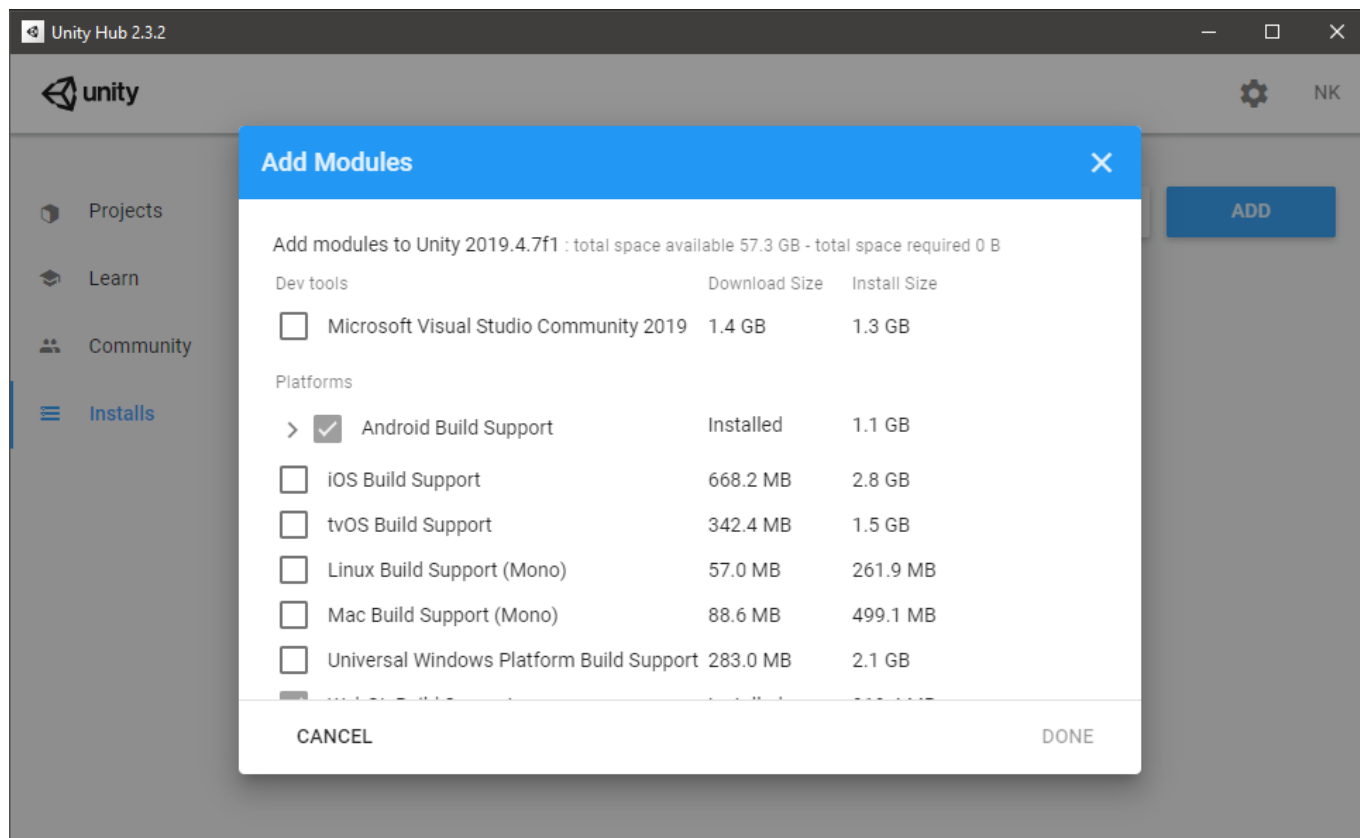 Unity Hub 2.3.2
unity
NK
Add Modules
Projects
ADD
Add modules to Unity 2019.4.7f1 : total space available 57.3 GB - total space required 0 B
Learn
Dev tools Download Size Install Size
Microsoft Visual Studio Community 2019 1.4 GB 1.3 GB
Community
Platforms
Installs
Android Build Support Installed 1.1 GB
iOS Build Support 668.2 MB 2.8 GB
tvOS Build Support 342.4 MB 1.5 GB
Linux Build Support (Mono) 57.0 MB 261.9 MB
Mac Build Support (Mono) 88.6 MB 499.1 MB
Universal Windows Platform Build Support 283.0 MB 2.1 GB
CANCEL DONE